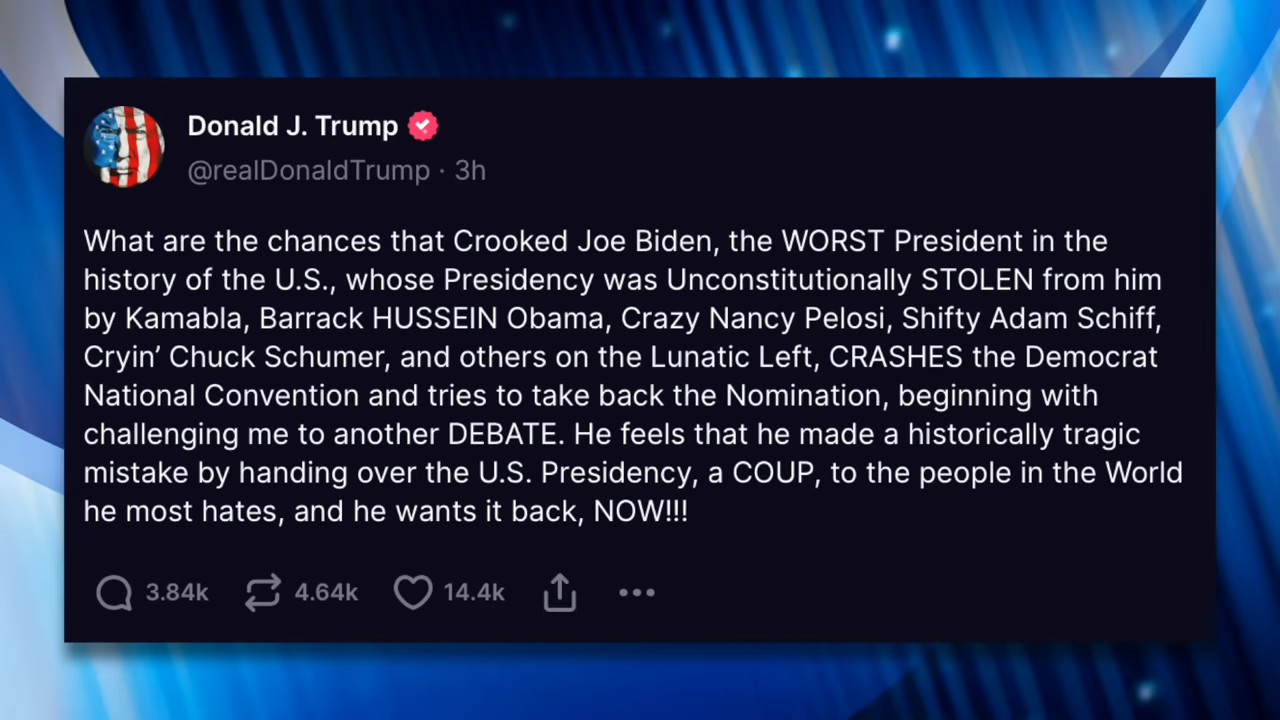 Donald J. Trump
@realDonaldTrump · 3h
What are the chances that Crooked Joe Biden, the WORST President in the
history of the U.S., whose Presidency was Unconstitutionally STOLEN from him
by Kamabla, Barrack HUSSEIN Obama, Crazy Nancy Pelosi, Shifty Adam Schiff,
Cryin’ Chuck Schumer, and others on the Lunatic Left, CRASHES the Democrat
National Convention and tries to take back the Nomination, beginning with
challenging me to another DEBATE. He feels that he made a historically tragic
mistake by handing over the U.S. Presidency, a COUP, to the people in the World
he most hates, and he wants it back, NOW!!!
3.84k 4.64k 14.4k